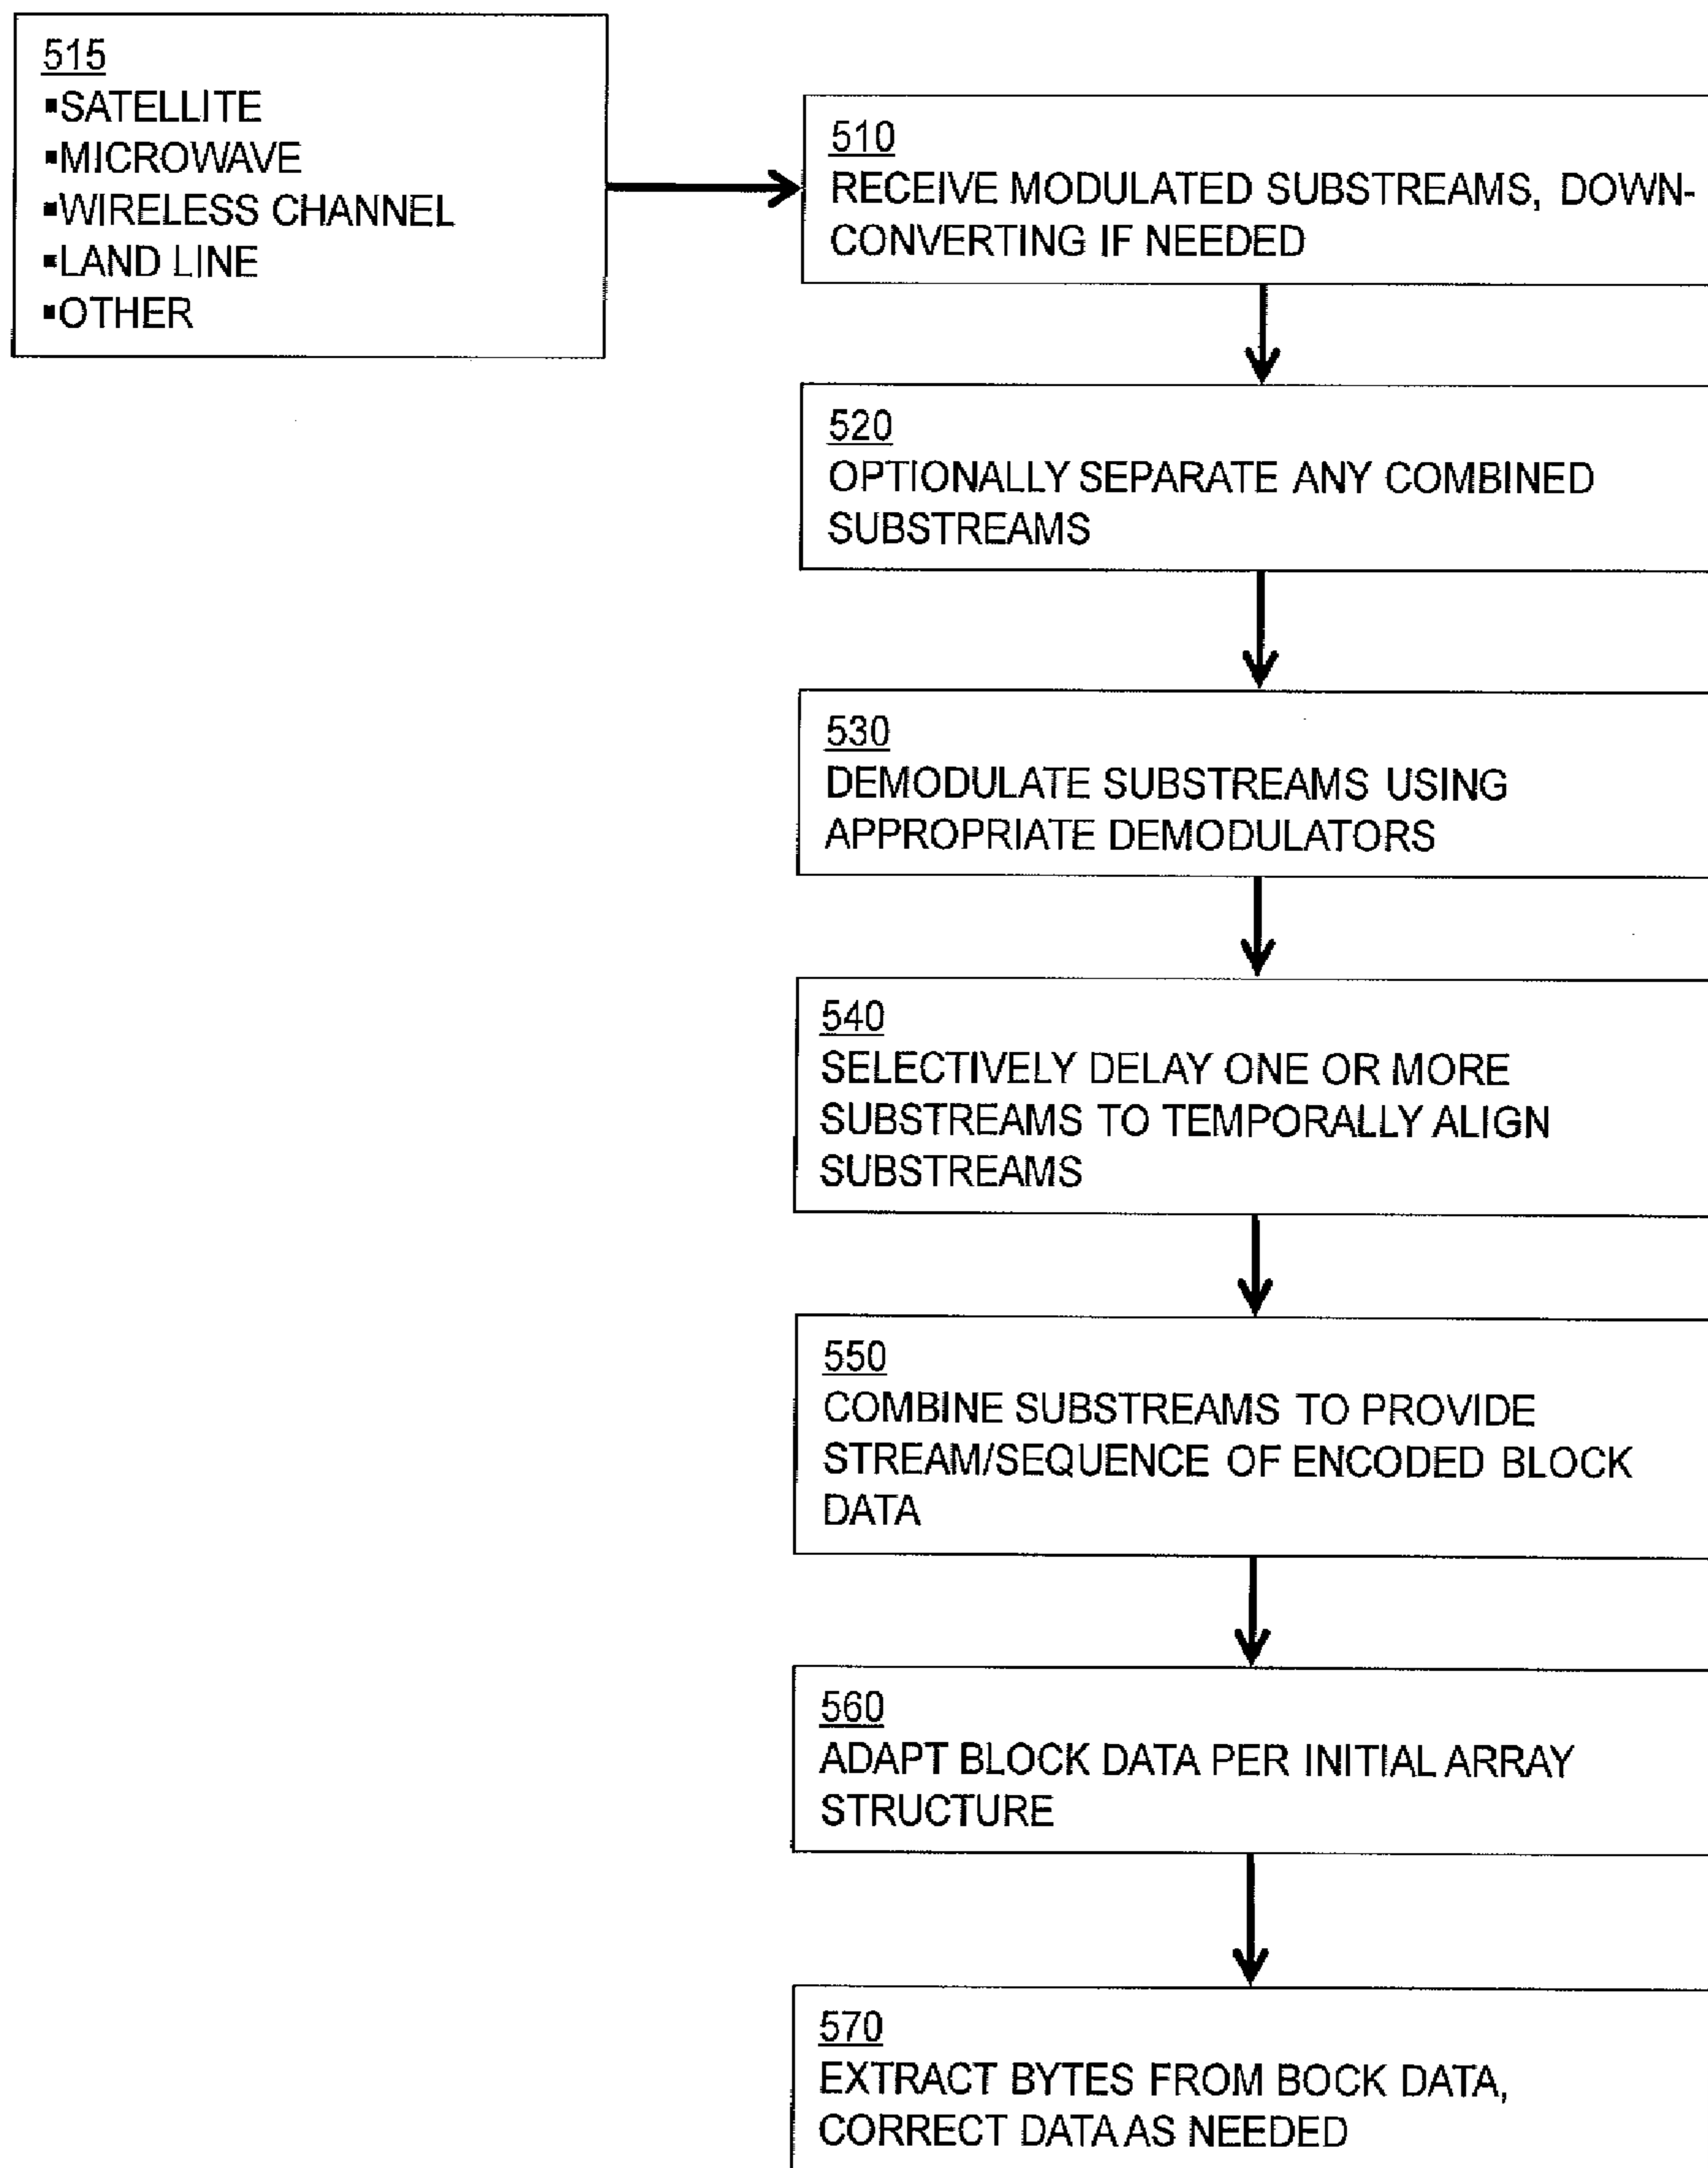 515
▪SATELLITE
▪MICROWAVE
▪WIRELESS CHANNEL
▪LAND LINE
▪OTHER
510
RECEIVE MODULATED SUBSTREAMS, DOWN-
CONVERTING IF NEEDED
520
OPTIONALLY SEPARATE ANY COMBINED
SUBSTREAMS
530
DEMODULATE SUBSTREAMS USING
APPROPRIATE DEMODULATORS
540
SELECTIVELY DELAY ONE OR MORE
SUBSTREAMS TO TEMPORALLY ALIGN
SUBSTREAMS
550
COMBINE SUBSTREAMS TO PROVIDE
STREAM/SEQUENCE OF ENCODED BLOCK
DATA
560
ADAPT BLOCK DATA PER INITIAL ARRAY
STRUCTURE
570
EXTRACT BYTES FROM BOCK DATA,
CORRECT DATA AS NEEDED